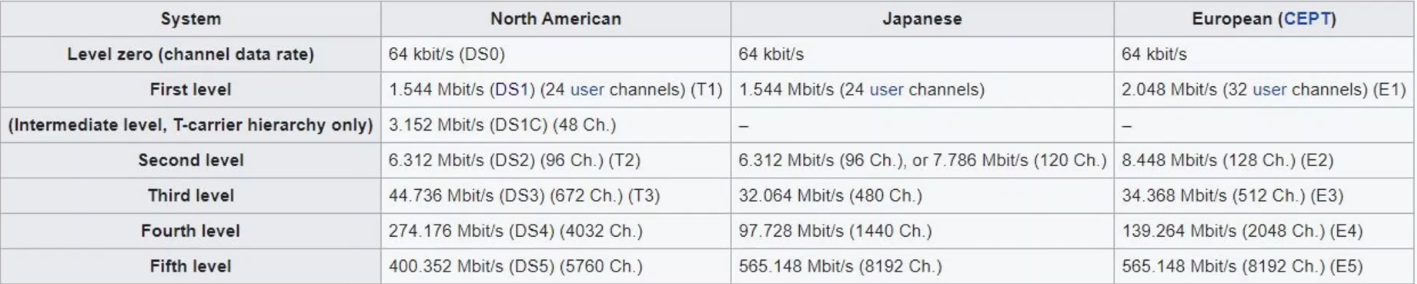 System North American Japanese European (CEPT)
Level zero (channel data rate) 64 kbit/s (DS0) 64 kbit/s 64 kbit/s
First level 1.544 Mbit/s (DS1) (24 user channels) (T1) 1.544 Mbit/s (24 user channels) 2.048 Mbit/s (32 user channels) (E1)
(Intermediate level, T-carrier hierarchy only) 3.152 Mbit/s (DS1C) (48 Ch.) – –
Second level 6.312 Mbit/s (DS2) (96 Ch.) (T2) 6.312 Mbit/s (96 Ch.), or 7.786 Mbit/s (120 Ch.) 8.448 Mbit/s (128 Ch.) (E2)
Third level 44.736 Mbit/s (DS3) (672 Ch.) (T3) 32.064 Mbit/s (480 Ch.) 34.368 Mbit/s (512 Ch.) (E3)
Fourth level 274.176 Mbit/s (DS4) (4032 Ch.) 97.728 Mbit/s (1440 Ch.) 139.264 Mbit/s (2048 Ch.) (E4)
Fifth level 400.352 Mbit/s (DS5) (5760 Ch.) 565.148 Mbit/s (8192 Ch.) 565.148 Mbit/s (8192 Ch.) (E5)